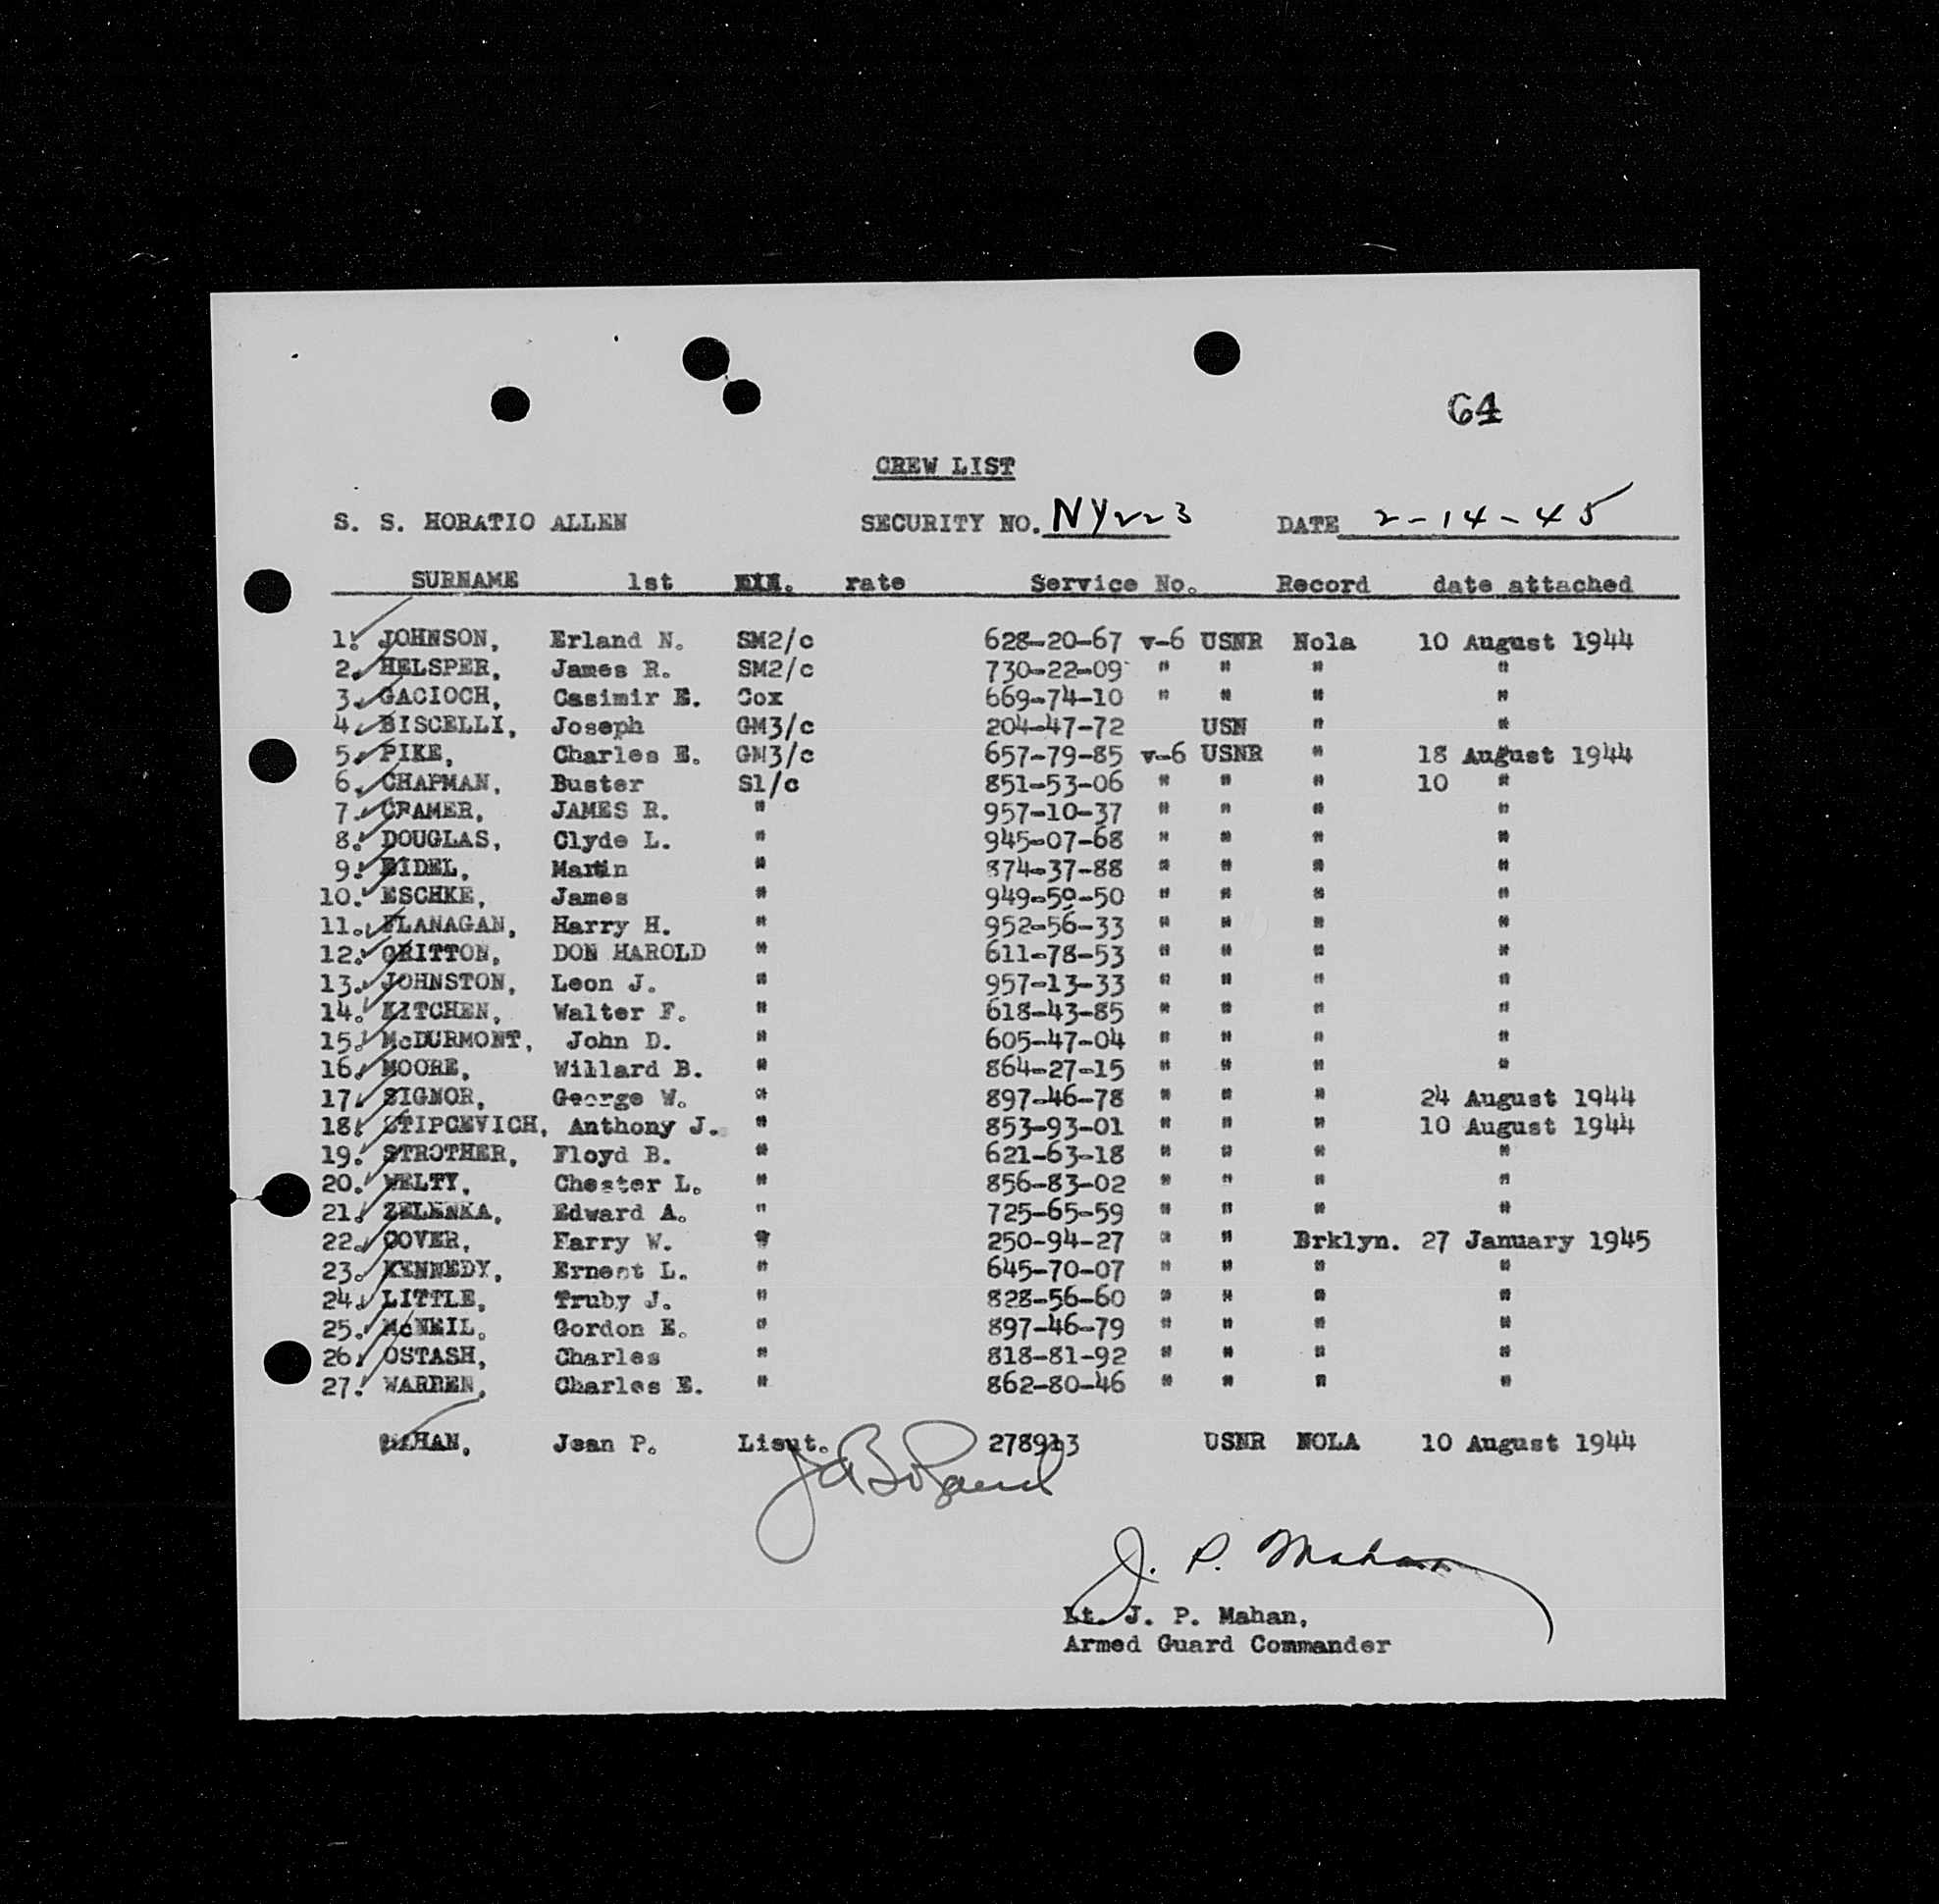 64
CREW LIST
S. S. HORATIO ALLEN SECURITY NO. NY223 DATE 2-14-45
SURNAME 1st rate Service No. Record date attached
1. JOHNSON, Erland N. SM2/c 628-20-67 v-6 USNR Nola 10 August 1944
2. HELSPER, James R. SM2/c 730-22-09 " " " "
3. GACIOCH, Casimir E. Cox 669-74-10 " " " "
4. BISCELLI, Joseph GM3/c 204-47-72 USN " "
5. PIKE, Charles E. GM3/c 657-79-85 v-6 USNR " 18 August 1944
6. CHAPMAN, Buster S1/c 851-53-06 " " " 10 "
7. CRAMER, JAMES R. " 957-10-37 " " " "
8. DOUGLAS, Clyde L. " 945-07-68 " " " "
9. EIDEL, Martin " 874-37-88 " " " "
10. ESCHKE, James " 949-59-50 " " " "
11. FLANAGAN, Harry H. " 952-56-33 " " " "
12. GRITTON, DON HAROLD " 611-78-53 " " " "
13. JOHNSTON, Leon J. " 957-13-33 " " " "
14. KITCHEN, Walter F. " 618-43-85 " " " "
15. McDURMONT, John D. " 605-47-04 " " " "
16. MOORE, Willard B. " 864-27-15 " " " "
17. SIGNOR, George W. " 897-46-78 " " " 24 August 1944
18. STIPCEVICH, Anthony J. " 853-93-01 " " " 10 August 1944
19. STROTHER, Floyd B. " 621-63-18 " " " "
20. WELTY, Chester L. " 856-83-02 " " " "
21. ZELENKA, Edward A. " 725-65-59 " " " "
22. COVER, Farry W. " 250-94-27 " " Brklyn. 27 January 1945
23. KENNEDY, Ernest L. " 645-70-07 " " " "
24. LITTLE, Truby J. " 828-56-60 " " " "
25. McNEIL. Gordon E. " 897-46-79 " " " "
26. OSTASH, Charles " 818-81-92 " " " "
27. WARREN, Charles E. " 862-80-46 " " " "
MAHAN, Jean P. Lieut. 278913 USNR NOLA 10 August 1944
J. P. Mahan
Lt. J. P. Mahan,
Armed Guard Commander